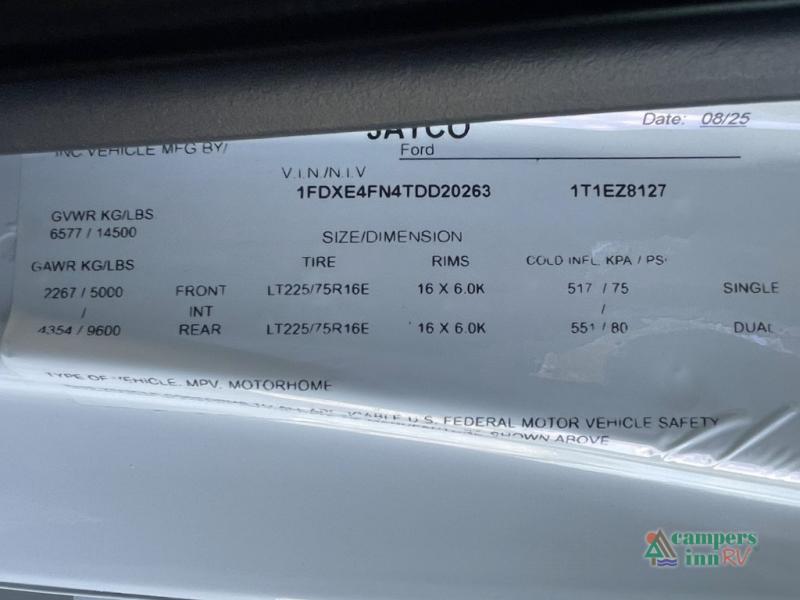 JAYCO Date: 08/25
INC VEHICLE MFG BY/ Ford
V.I.N./N.I.V
1FDXE4FN4TDD20263 1T1EZ8127
GVWR KG/LBS
6577 / 14500
SIZE/DIMENSION
GAWR KG/LBS TIRE RIMS COLD INFL. KPA / PSI
2267 / 5000 FRONT LT225/75R16E 16 X 6.0K 517 / 75 SINGLE
/ INT /
4354 / 9600 REAR LT225/75R16E 16 X 6.0K 551 / 80 DUAL
TYPE OF VEHICLE, MPV, MOTORHOME
U.S. FEDERAL MOTOR VEHICLE SAFETY
SHOWN ABOVE
campers
inn RV